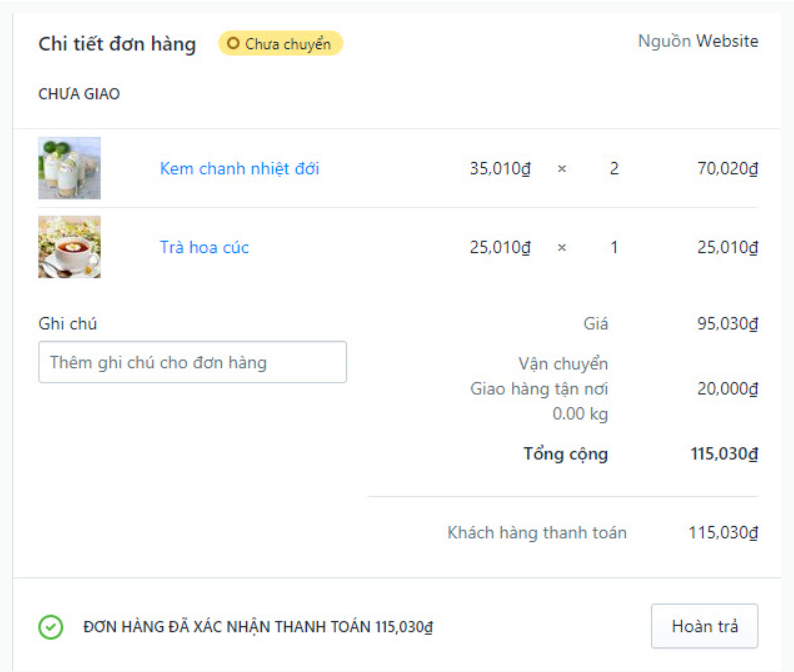 Chi tiết đơn hàng Chưa chuyển Nguồn Website
CHƯA GIAO
Kem chanh nhiệt đới 35,010₫ × 2 70,020₫
Trà hoa cúc 25,010₫ × 1 25,010₫
Ghi chú Giá 95,030₫
Thêm ghi chú cho đơn hàng
Vận chuyển
Giao hàng tận nơi 20,000₫
0.00 kg
Tổng cộng 115,030₫
Khách hàng thanh toán 115,030₫
ĐƠN HÀNG ĐÃ XÁC NHẬN THANH TOÁN 115,030₫ Hoàn trả